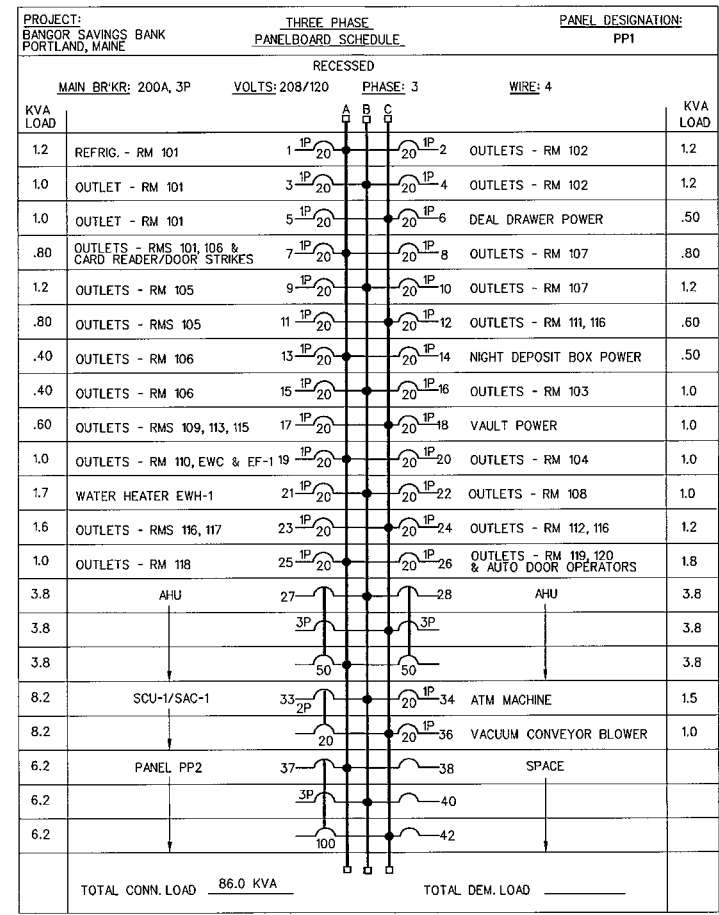 PROJECT: THREE PHASE PANEL DESIGNATION:
BANGOR SAVINGS BANK PANELBOARD SCHEDULE PP1
PORTLAND, MAINE
RECESSED
MAIN BR'KR: 200A, 3P VOLTS: 208/120 PHASE: 3 WIRE: 4
KVA LOAD A B C KVA LOAD
1.2 REFRIG. - RM 101 1 1P 20 20 1P 2 OUTLETS - RM 102 1.2
1.0 OUTLET - RM 101 3 1P 20 20 1P 4 OUTLETS - RM 102 1.2
1.0 OUTLET - RM 101 5 1P 20 20 1P 6 DEAL DRAWER POWER .50
.80 OUTLETS - RMS 101, 106 & CARD READER/DOOR STRIKES 7 1P 20 20 1P 8 OUTLETS - RM 107 .80
1.2 OUTLETS - RM 105 9 1P 20 20 1P 10 OUTLETS - RM 107 1.2
.80 OUTLETS - RMS 105 11 1P 20 20 1P 12 OUTLETS - RM 111, 116 .60
.40 OUTLETS - RM 106 13 1P 20 20 1P 14 NIGHT DEPOSIT BOX POWER .50
.40 OUTLETS - RM 106 15 1P 20 20 1P 16 OUTLETS - RM 103 1.0
.60 OUTLETS - RMS 109, 113, 115 17 1P 20 20 1P 18 VAULT POWER 1.0
1.0 OUTLETS - RM 110, EWC & EF-1 19 1P 20 20 1P 20 OUTLETS - RM 104 1.0
1.7 WATER HEATER EWH-1 21 1P 20 20 1P 22 OUTLETS - RM 108 1.0
1.6 OUTLETS - RMS 116, 117 23 1P 20 20 1P 24 OUTLETS - RM 112, 116 1.2
1.0 OUTLETS - RM 118 25 1P 20 20 1P 26 OUTLETS - RM 119, 120 & AUTO DOOR OPERATORS 1.8
3.8 AHU 27 28 AHU 3.8
3.8 3P 3P 3.8
3.8 50 50 3.8
8.2 SCU-1/SAC-1 33 2P 20 1P 34 ATM MACHINE 1.5
8.2 20 20 1P 36 VACUUM CONVEYOR BLOWER 1.0
6.2 PANEL PP2 37 38 SPACE
6.2 3P 40
6.2 100 42
TOTAL CONN. LOAD 86.0 KVA TOTAL DEM. LOAD